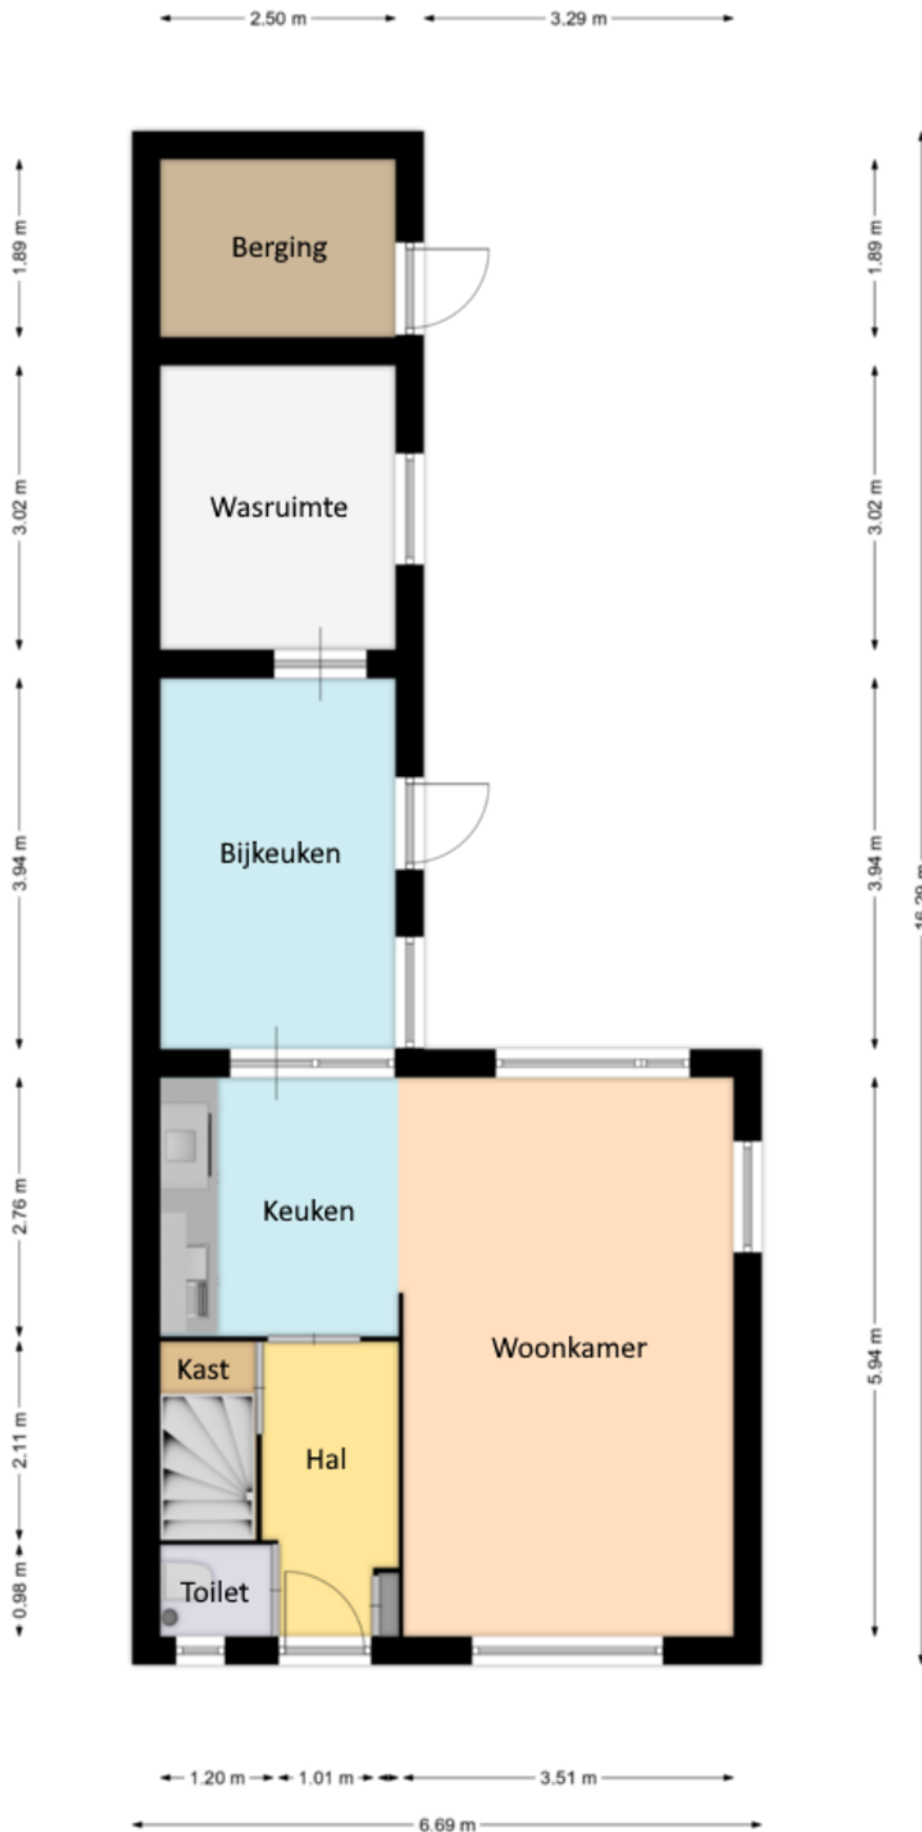 2.50 m
3.29 m
Berging
1.89 m
1.89 m
Wasruimte
3.02 m
3.02 m
Bijkeuken
3.94 m
3.94 m
16.29 m
Keuken
2.76 m
Woonkamer
5.94 m
Kast
2.11 m
Hal
Toilet
0.98 m
1.20 m
1.01 m
3.51 m
6.69 m